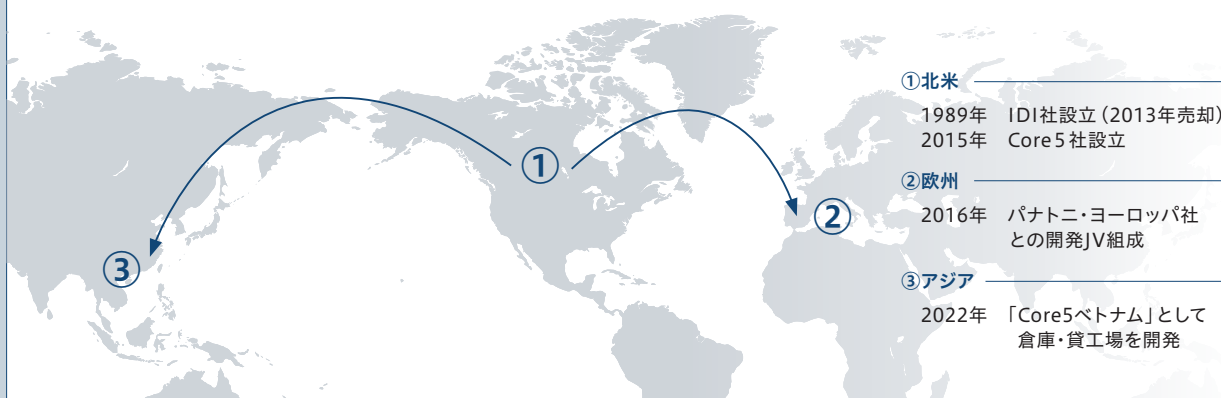 ①
②
③
①北米
1989年 IDI社設立（2013年売却）
2015年 Core5社設立
②欧州
2016年 パナトニ・ヨーロッパ社
との開発JV組成
③アジア
2022年 「Core5ベトナム」として
倉庫・貸工場を開発